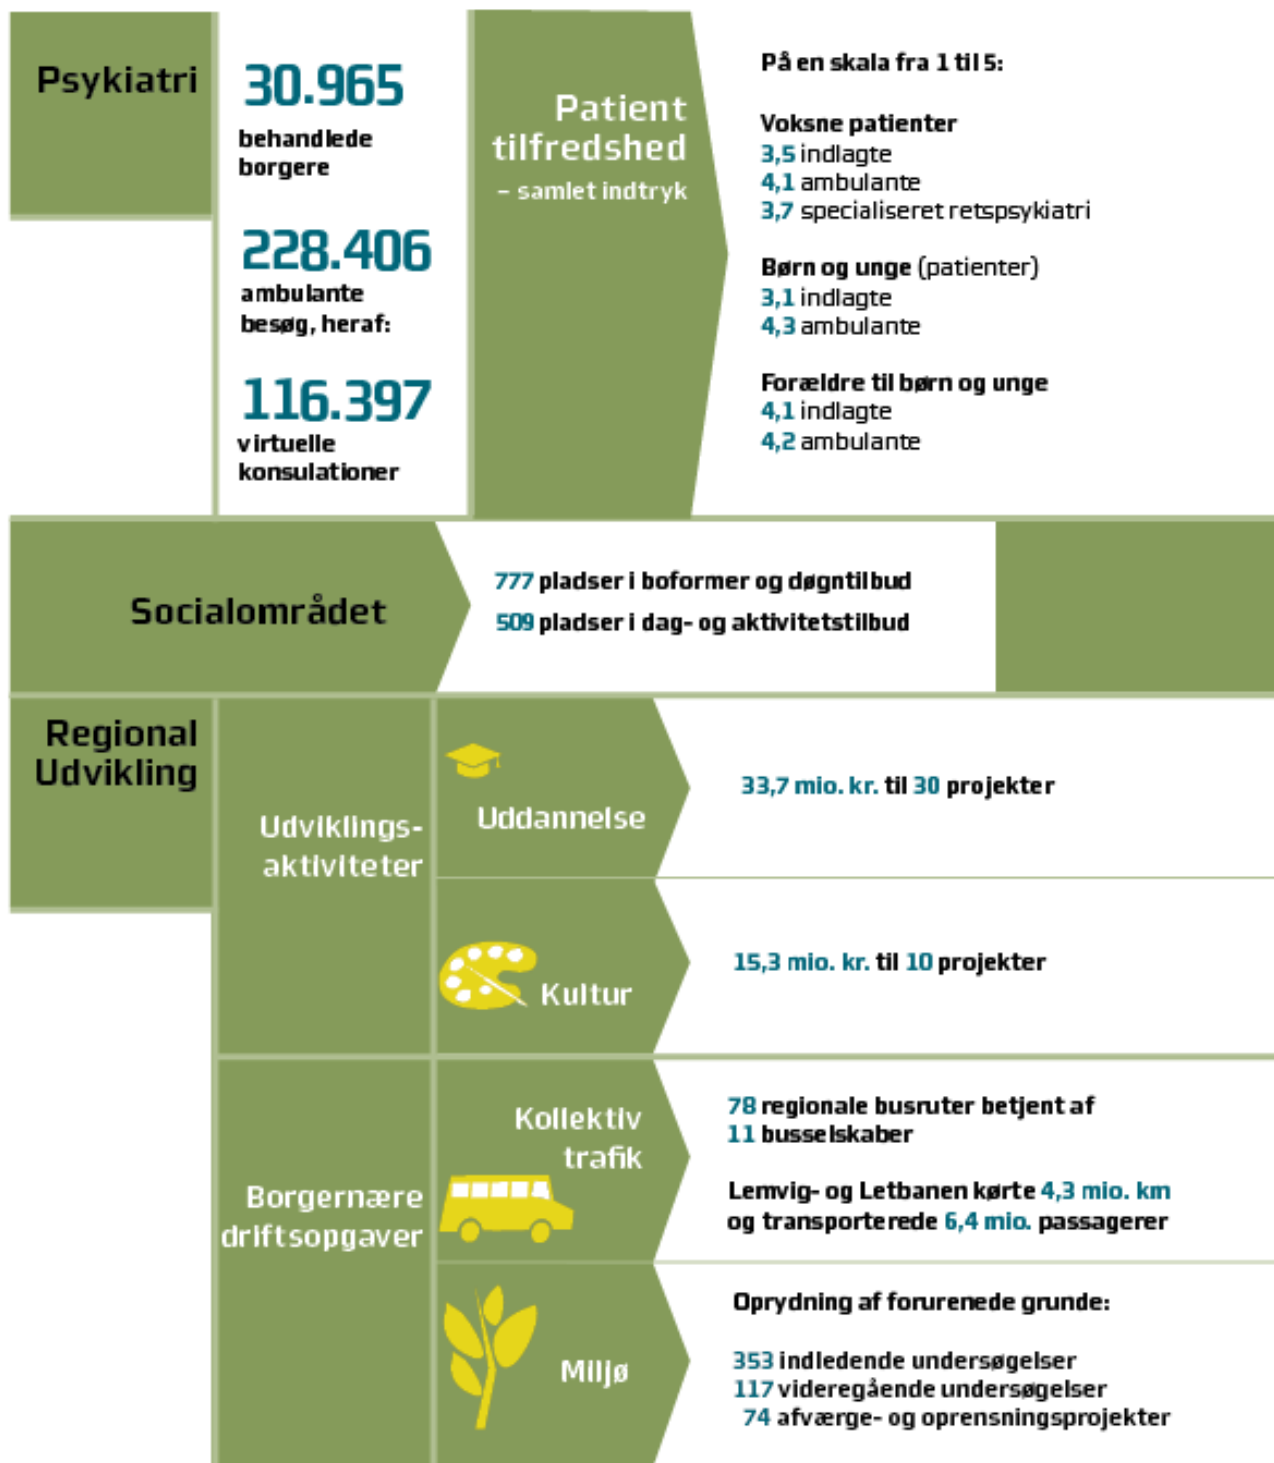 Psykiatri
30.965
behandlede
borgere
228.406
ambulante
besøg, heraf:
116.397
virtuelle
konsulationer
Patient
tilfredshed
– samlet indtryk
På en skala fra 1 til 5:
Voksne patienter
3,5 indlagte
4,1 ambulante
3,7 specialiseret retspsykiatri
Børn og unge (patienter)
3,1 indlagte
4,3 ambulante
Forældre til børn og unge
4,1 indlagte
4,2 ambulante
Socialområdet
777 pladser i boformer og døgntilbud
509 pladser i dag- og aktivitetstilbud
Regional
Udvikling
Udviklings-
aktiviteter
Uddannelse
33,7 mio. kr. til 30 projekter
Kultur
15,3 mio. kr. til 10 projekter
Borgernære
driftsopgaver
Kollektiv
trafik
78 regionale busruter betjent af
11 busselskaber
Lemvig- og Letbanen kørte 4,3 mio. km
og transporterede 6,4 mio. passagerer
Miljø
Oprydning af forurenede grunde:
353 indledende undersøgelser
117 videregående undersøgelser
74 afværge- og oprensningsprojekter